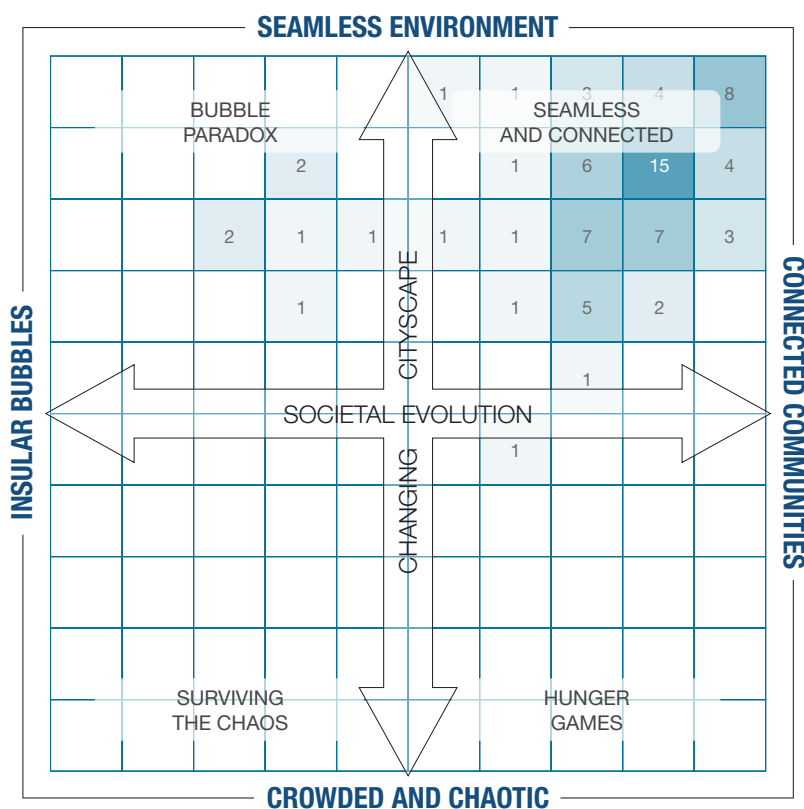 SEAMLESS ENVIRONMENT
1 1 3 4 8
BUBBLE
PARADOX
SEAMLESS
AND CONNECTED
2 1 6 15 4
2 1 1 1 1 7 7 3
1 1 5 2
1
INSULAR BUBBLES
CONNECTED COMMUNITIES
SOCIETAL EVOLUTION
CHANGING CITYSCAPE
1
SURVIVING
THE CHAOS
HUNGER
GAMES
CROWDED AND CHAOTIC